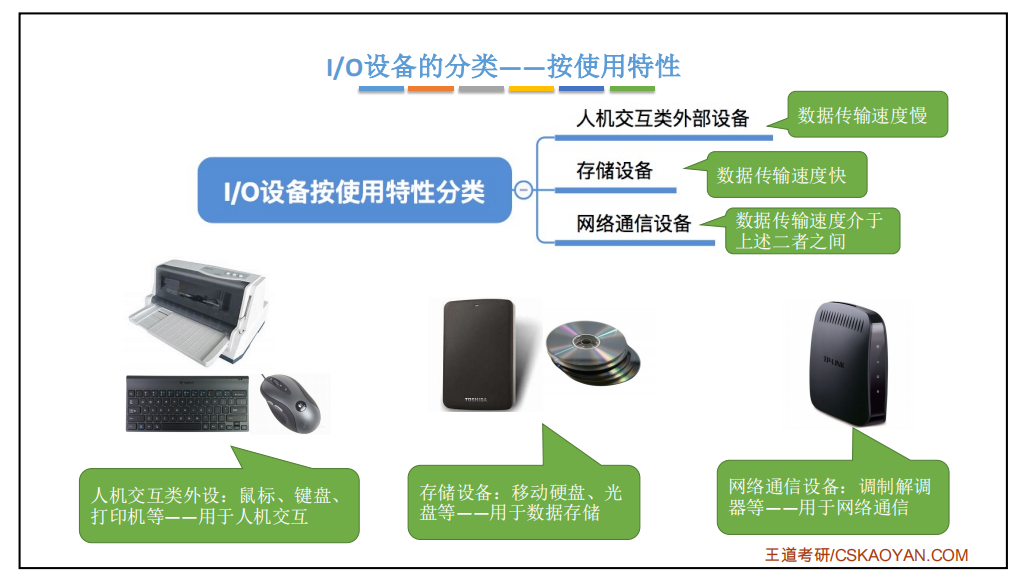 I/O设备的分类——按使用特性
人机交互类外部设备
数据传输速度慢
I/O设备按使用特性分类
存储设备
数据传输速度快
网络通信设备
数据传输速度介于
上述二者之间
TOSHIBA
TP-LINK
人机交互类外设：鼠标、键盘、
打印机等——用于人机交互
存储设备：移动硬盘、光
盘等——用于数据存储
网络通信设备：调制解调
器等——用于网络通信
王道考研/CSKAOYAN.COM